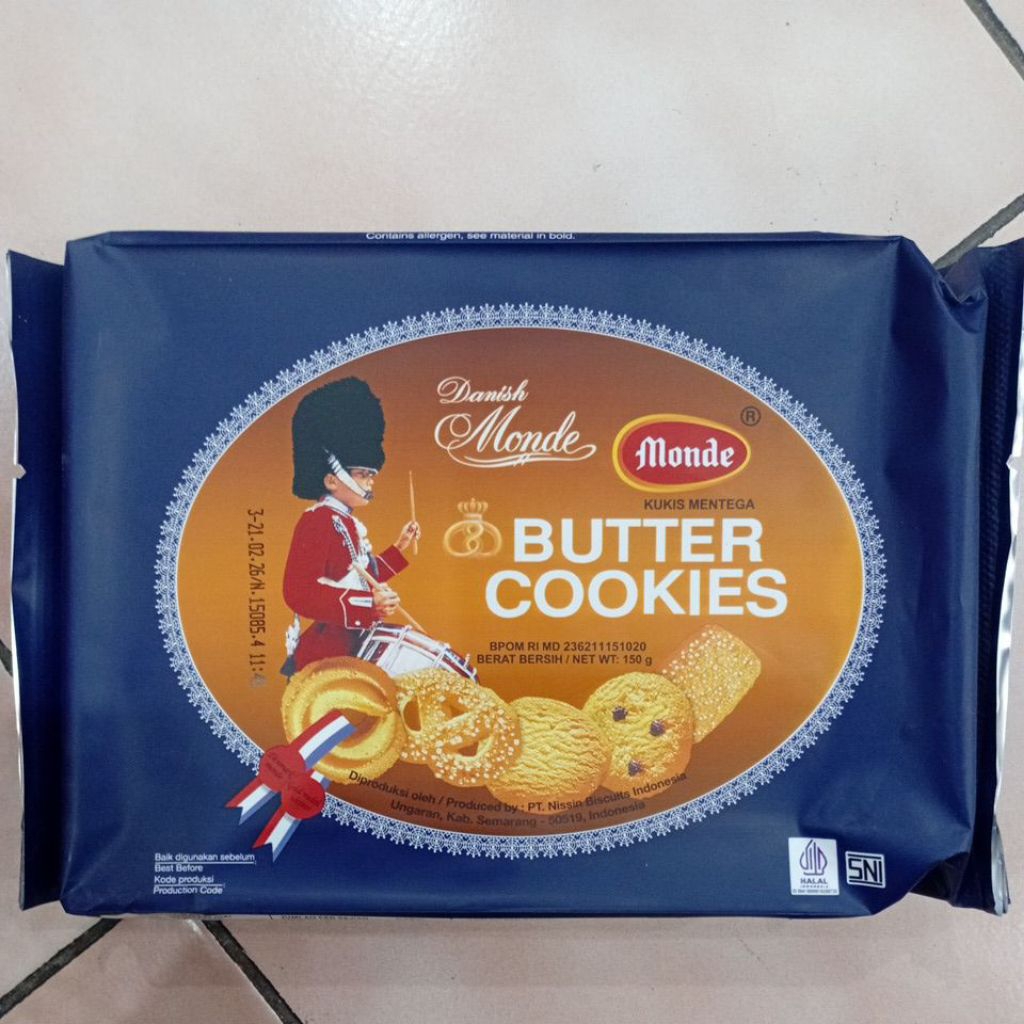 Contains allergen, see material in bold.
Danish
Monde
Monde
®
KUKIS MENTEGA
BUTTER
COOKIES
3-21.02.26/N.15085.4 11:4
BPOM RI MD 236211151020
BERAT BERSIH / NET WT: 150 g
Diproduksi oleh / Produced by : PT. Nissin Biscuits Indonesia
Ungaran, Kab. Semarang - 50519, Indonesia
Baik digunakan sebelum
Best Before
Kode produksi
Production Code
HALAL
INDONESIA
SNI